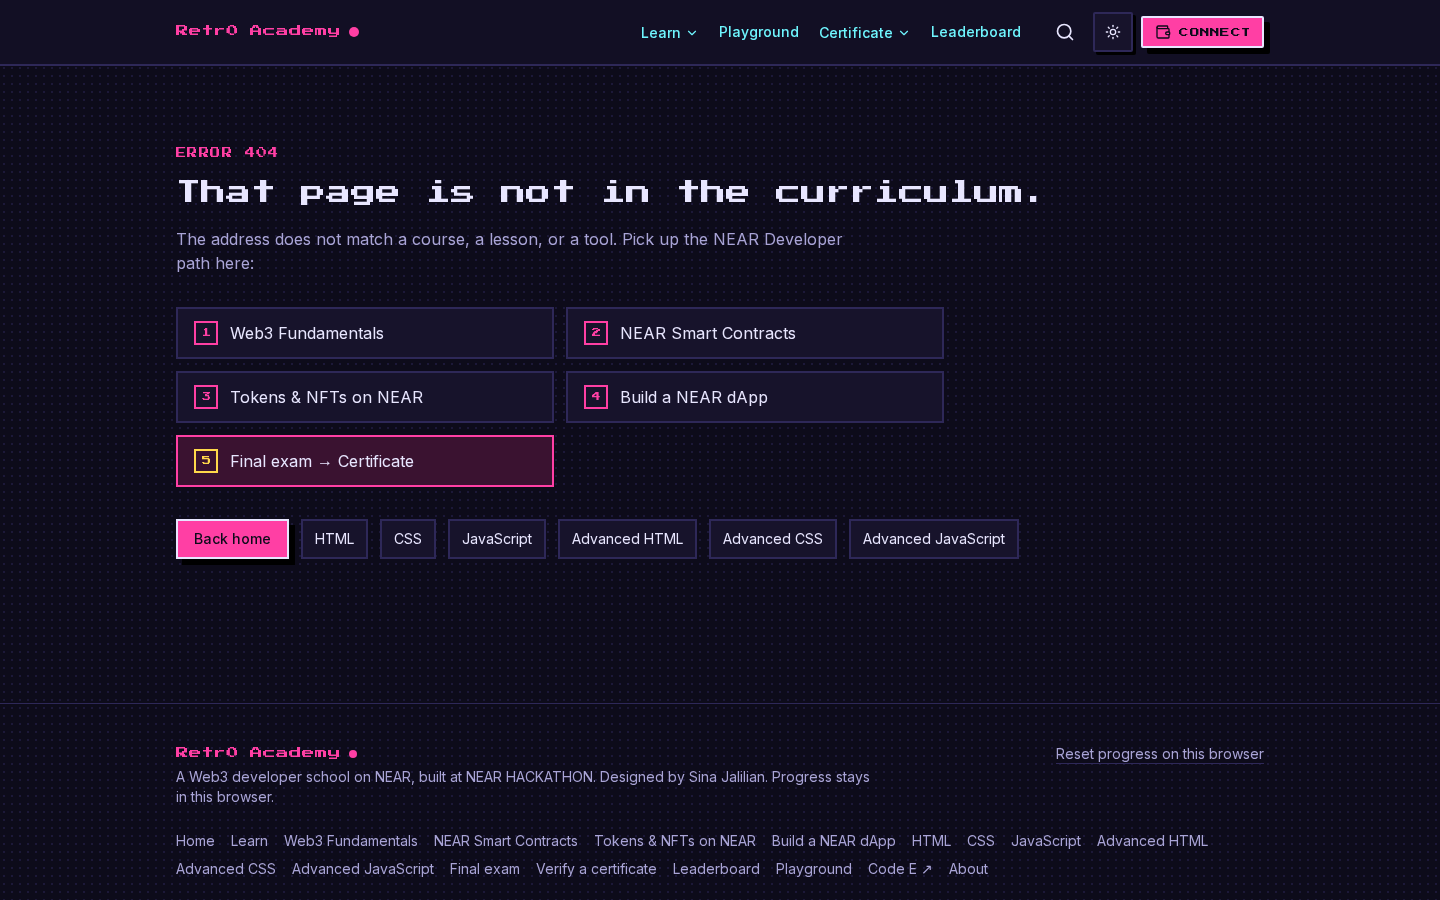 Retr0 Academy
Learn
Playground
Certificate
Leaderboard
CONNECT
ERROR 404
That page is not in the curriculum.
The address does not match a course, a lesson, or a tool. Pick up the NEAR Developer
path here:
1 Web3 Fundamentals
2 NEAR Smart Contracts
3 Tokens & NFTs on NEAR
4 Build a NEAR dApp
5 Final exam → Certificate
Back home
HTML
CSS
JavaScript
Advanced HTML
Advanced CSS
Advanced JavaScript
Retr0 Academy
Reset progress on this browser
A Web3 developer school on NEAR, built at NEAR HACKATHON. Designed by Sina Jalilian. Progress stays
in this browser.
Home Learn Web3 Fundamentals NEAR Smart Contracts Tokens & NFTs on NEAR Build a NEAR dApp HTML CSS JavaScript Advanced HTML
Advanced CSS Advanced JavaScript Final exam Verify a certificate Leaderboard Playground Code E ↗ About